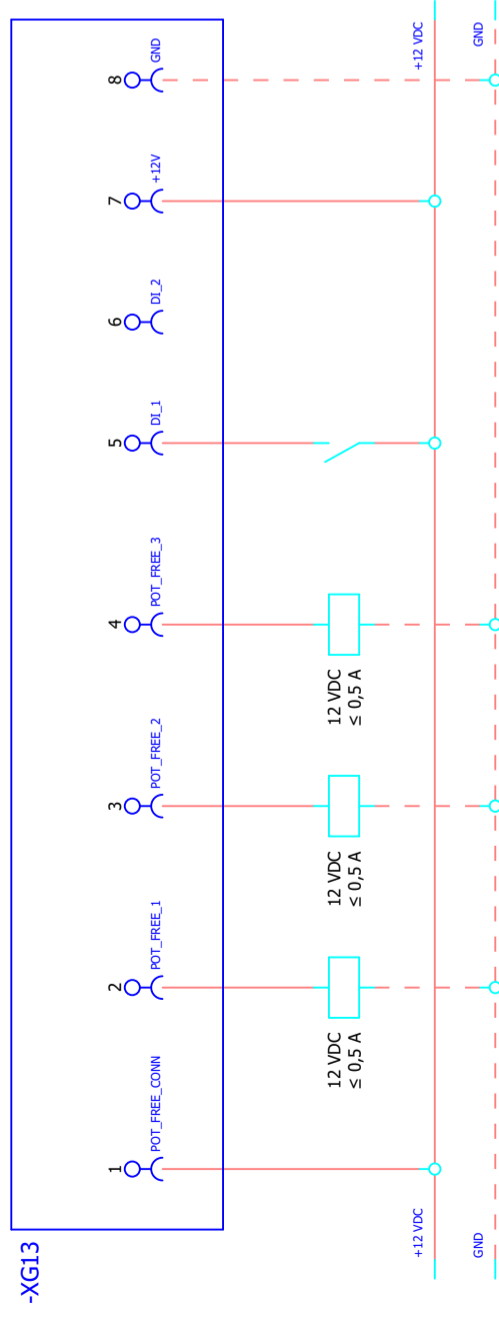 -XG13
1
POT_FREE_CONN
2
POT_FREE_1
3
POT_FREE_2
4
POT_FREE_3
5
DI_1
6
DI_2
7
+12V
8
GND
12 VDC
≤ 0,5 A
12 VDC
≤ 0,5 A
12 VDC
≤ 0,5 A
+12 VDC
+12 VDC
GND
GND